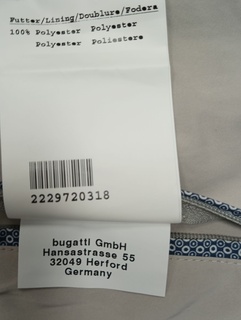 Futter/Lining/Doublure/Fodera
100% Polyester Polyester
Polyester Poliestere
2229720318
bugatti GmbH
Hansastrasse 55
32049 Herford
Germany